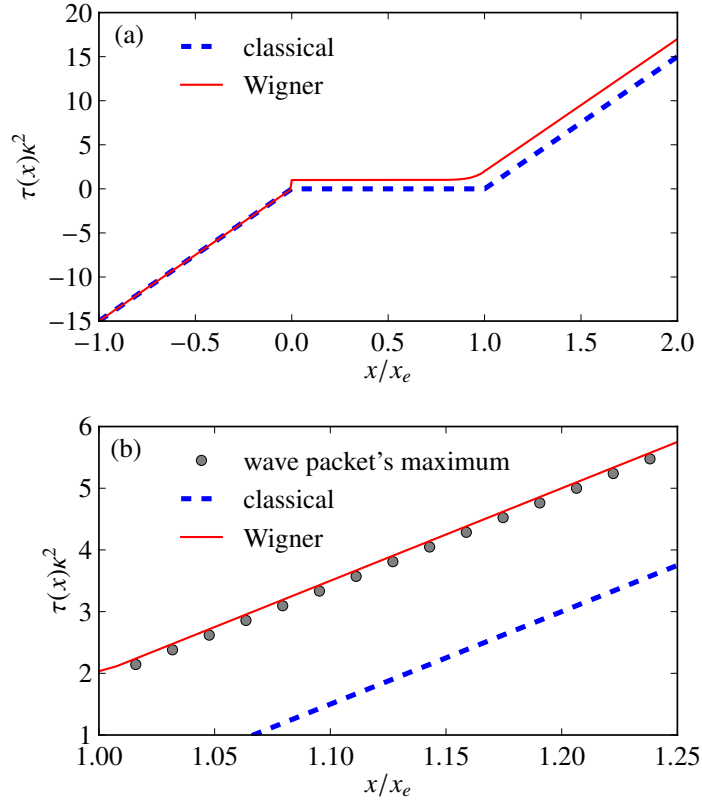 (a)
classical
Wigner
20
15
10
5
0
−5
−10
−15
τ(x)κ²
−1.0 −0.5 0.0 0.5 1.0 1.5 2.0
x/xₑ
(b)
wave packet's maximum
classical
Wigner
6
5
4
3
2
1
τ(x)κ²
1.00 1.05 1.10 1.15 1.20 1.25
x/xₑ